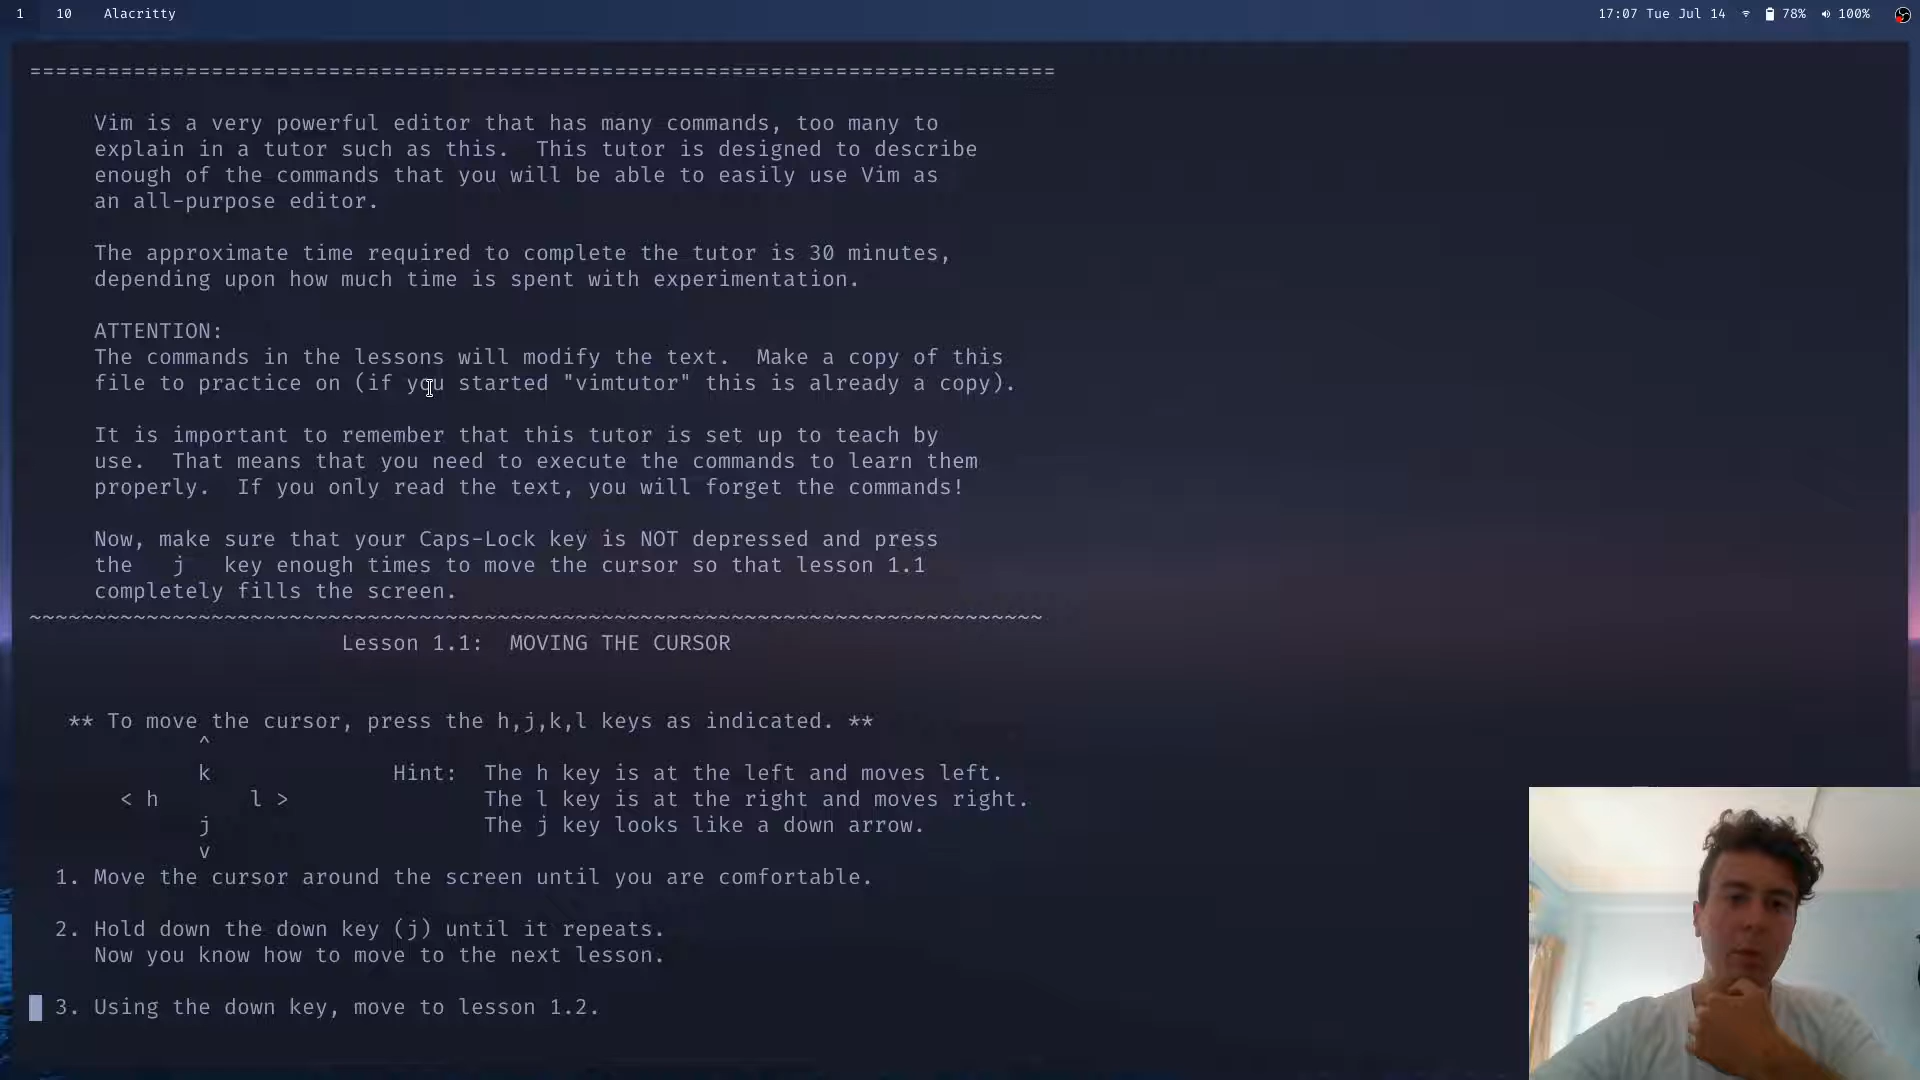 1 10 Alacritty 17:07 Tue Jul 14 78% 100%
===============================================================================
Vim is a very powerful editor that has many commands, too many to
explain in a tutor such as this.  This tutor is designed to describe
enough of the commands that you will be able to easily use Vim as
an all-purpose editor.
The approximate time required to complete the tutor is 30 minutes,
depending upon how much time is spent with experimentation.
ATTENTION:
The commands in the lessons will modify the text.  Make a copy of this
file to practice on (if you started "vimtutor" this is already a copy).
It is important to remember that this tutor is set up to teach by
use.  That means that you need to execute the commands to learn them
properly.  If you only read the text, you will forget the commands!
Now, make sure that your Caps-Lock key is NOT depressed and press
the   j   key enough times to move the cursor so that lesson 1.1
completely fills the screen.
~~~~~~~~~~~~~~~~~~~~~~~~~~~~~~~~~~~~~~~~~~~~~~~~~~~~~~~~~~~~~~~~~~~~~~~~~~~~~~
Lesson 1.1:  MOVING THE CURSOR
** To move the cursor, press the h,j,k,l keys as indicated. **
^
k              Hint:  The h key is at the left and moves left.
< h       l >               The l key is at the right and moves right.
j                     The j key looks like a down arrow.
v
1. Move the cursor around the screen until you are comfortable.
2. Hold down the down key (j) until it repeats.
Now you know how to move to the next lesson.
3. Using the down key, move to lesson 1.2.